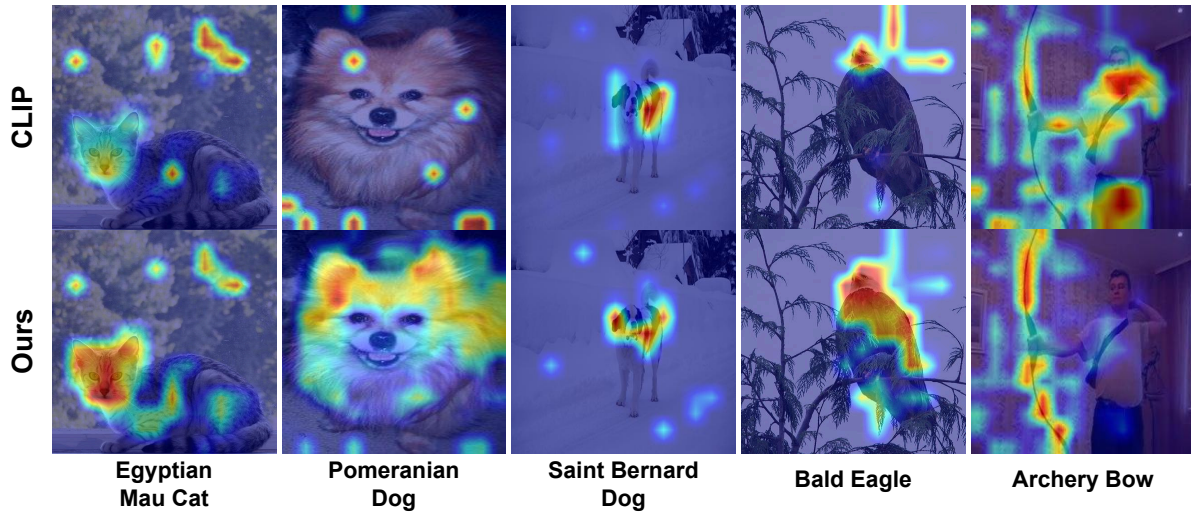 CLIP
Ours
Egyptian
Mau Cat
Pomeranian
Dog
Saint Bernard
Dog
Bald Eagle
Archery Bow